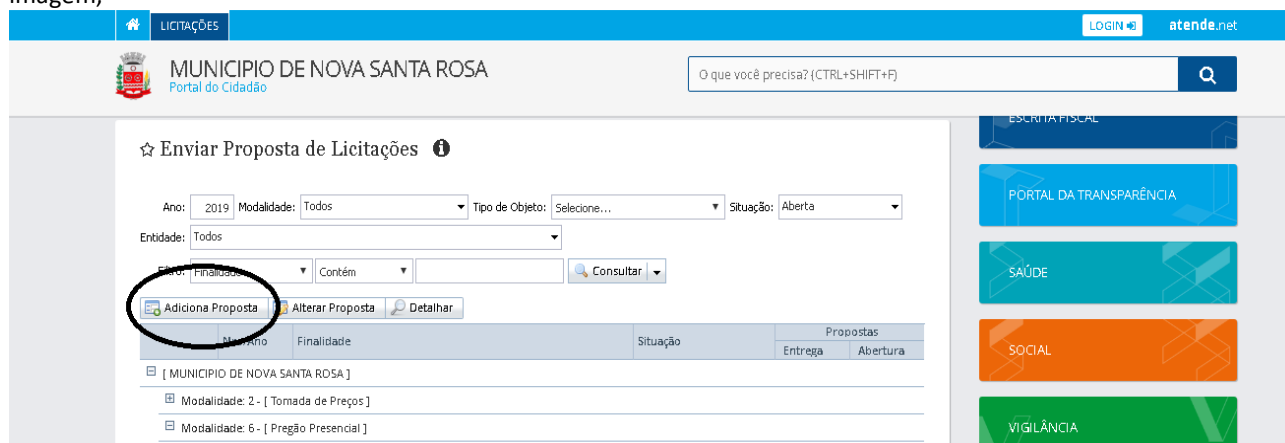 imagem,
LICITAÇÕES LOGIN atende.net
MUNICIPIO DE NOVA SANTA ROSA
Portal do Cidadão
O que você precisa? (CTRL+SHIFT+F)
ESCRITA FISCAL
Enviar Proposta de Licitações
Ano: 2019 Modalidade: Todos Tipo de Objeto: Selecione... Situação: Aberta
Entidade: Todos
Filtro: Finalidade Contém Consultar
Adiciona Proposta Alterar Proposta Detalhar
Nro/Ano Finalidade Situação Propostas
Entrega Abertura
[ MUNICIPIO DE NOVA SANTA ROSA ]
Modalidade: 2 - [ Tomada de Preços ]
Modalidade: 6 - [ Pregão Presencial ]
PORTAL DA TRANSPARÊNCIA
SAÚDE
SOCIAL
VIGILÂNCIA